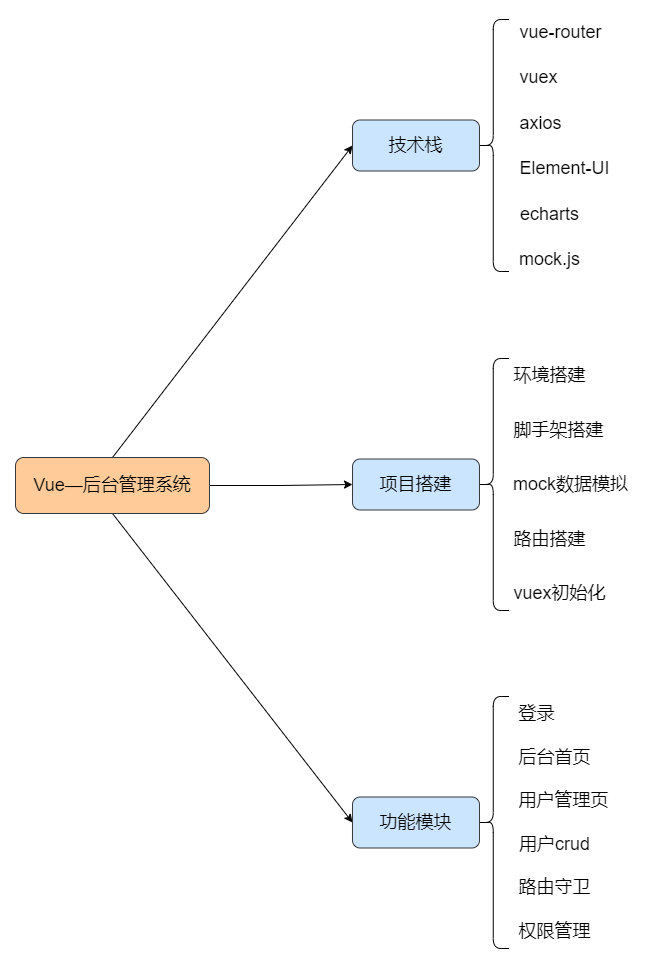 Vue—后台管理系统
技术栈
vue-router
vuex
axios
Element-UI
echarts
mock.js
项目搭建
环境搭建
脚手架搭建
mock数据模拟
路由搭建
vuex初始化
功能模块
登录
后台首页
用户管理页
用户crud
路由守卫
权限管理